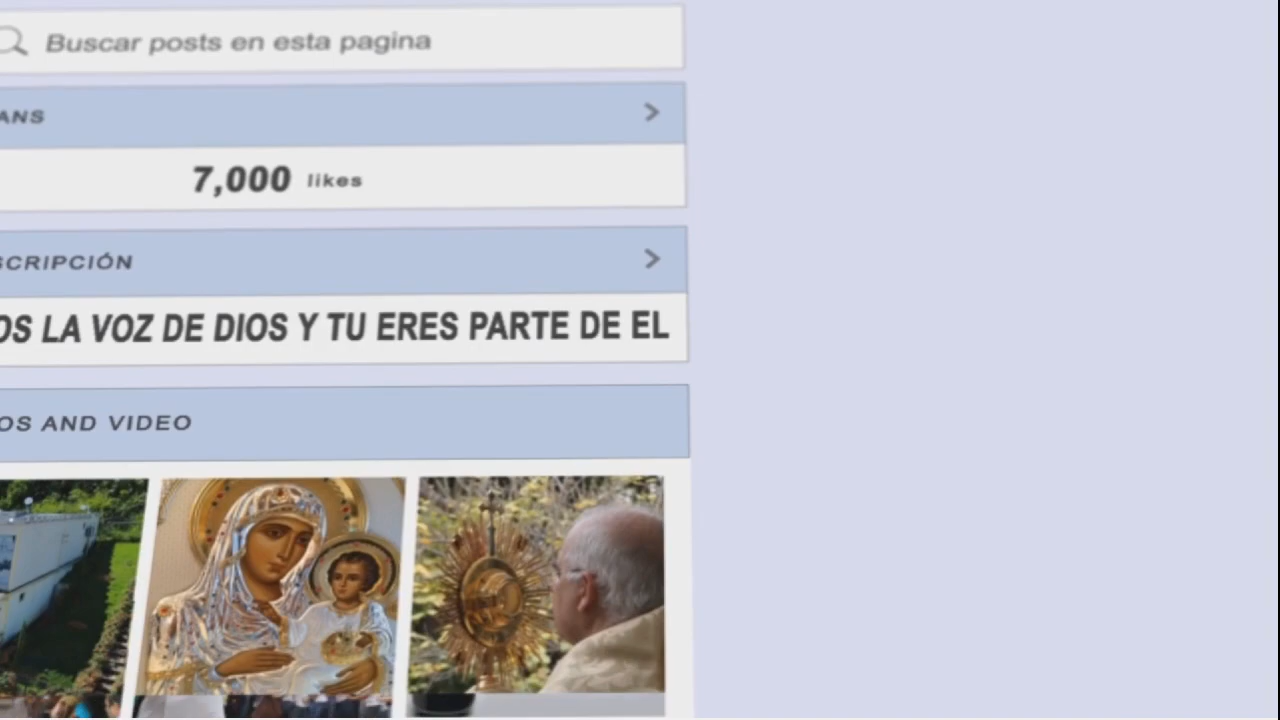 Buscar posts en esta pagina
ANS
7,000 likes
SCRIPCIÓN
OS LA VOZ DE DIOS Y TU ERES PARTE DE EL
OS AND VIDEO